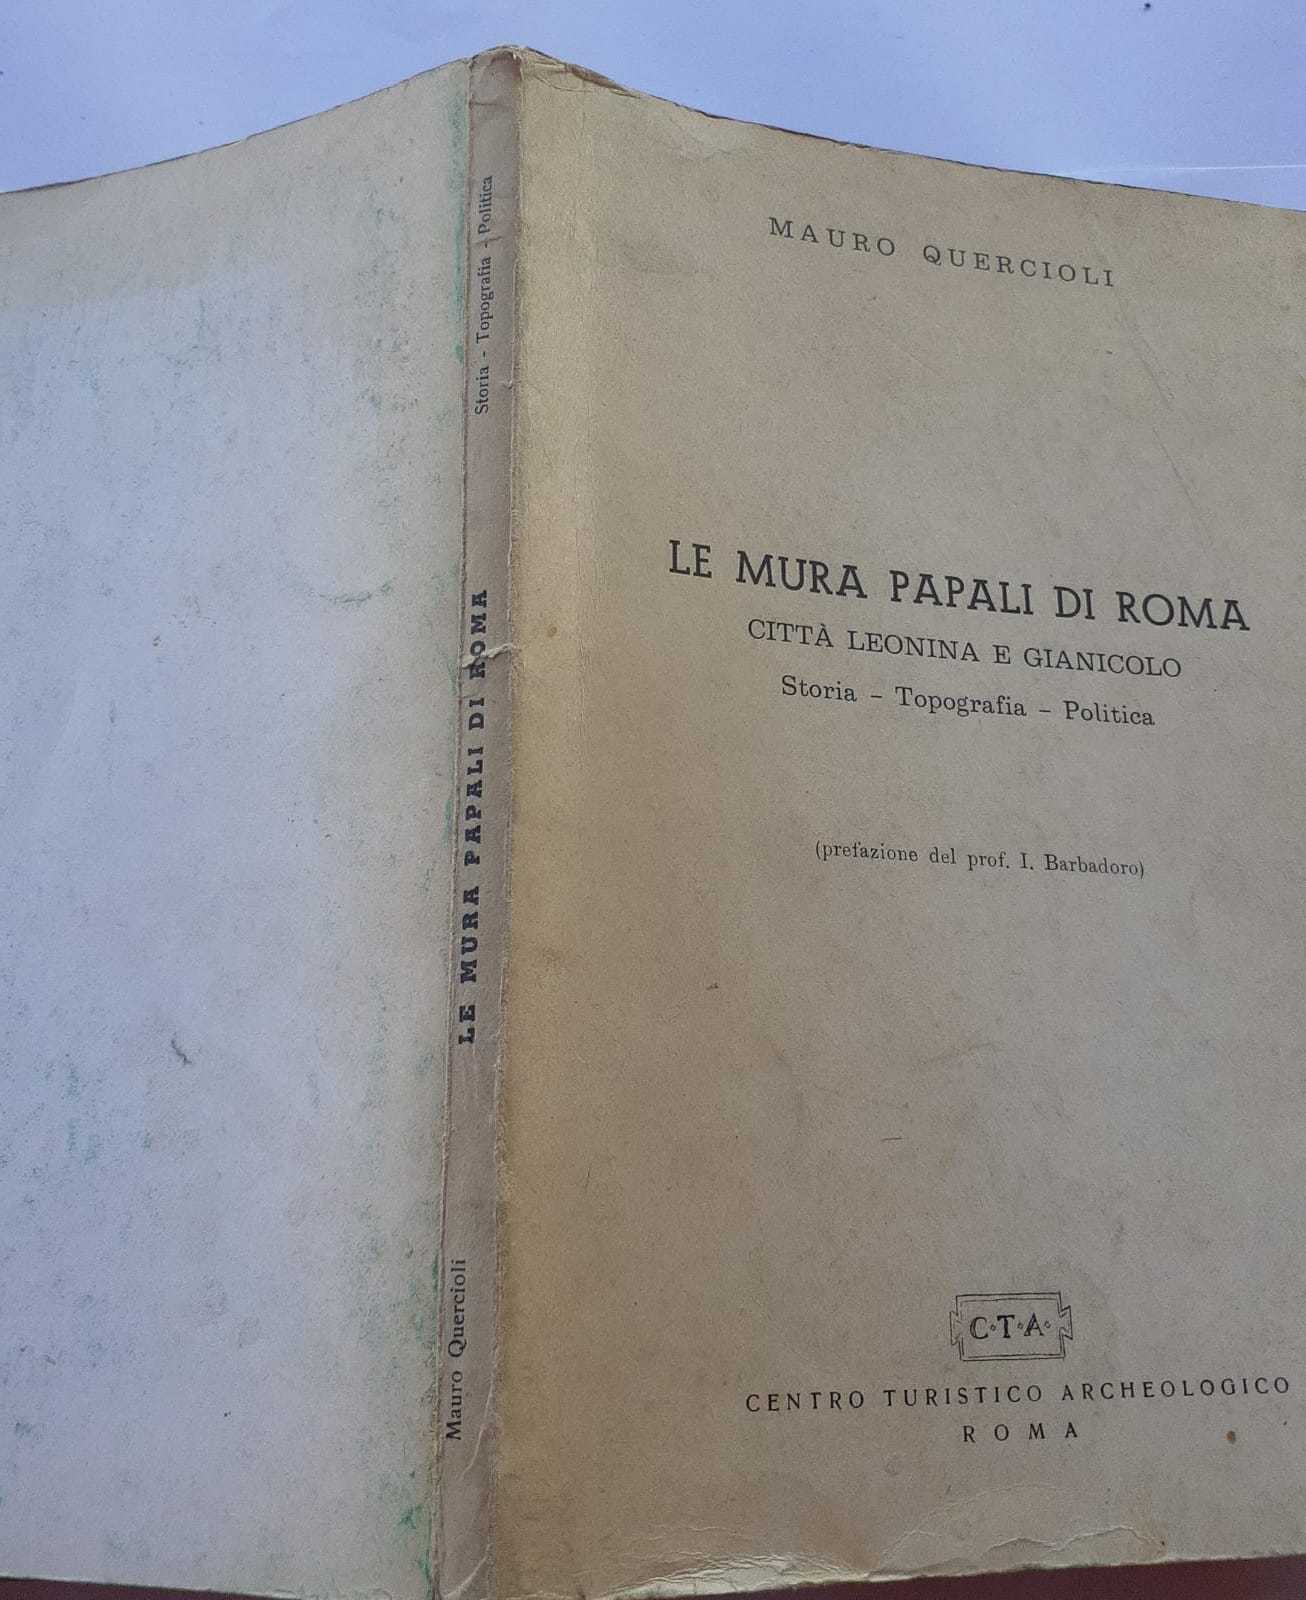 Mauro Quercioli
LE MURA PAPALI DI ROMA
Storia - Topografia - Politica
MAURO QUERCIOLI
LE MURA PAPALI DI ROMA
CITTÀ LEONINA E GIANICOLO
Storia - Topografia - Politica
(prefazione del prof. I. Barbadoro)
C·T·A·
CENTRO TURISTICO ARCHEOLOGICO
ROMA